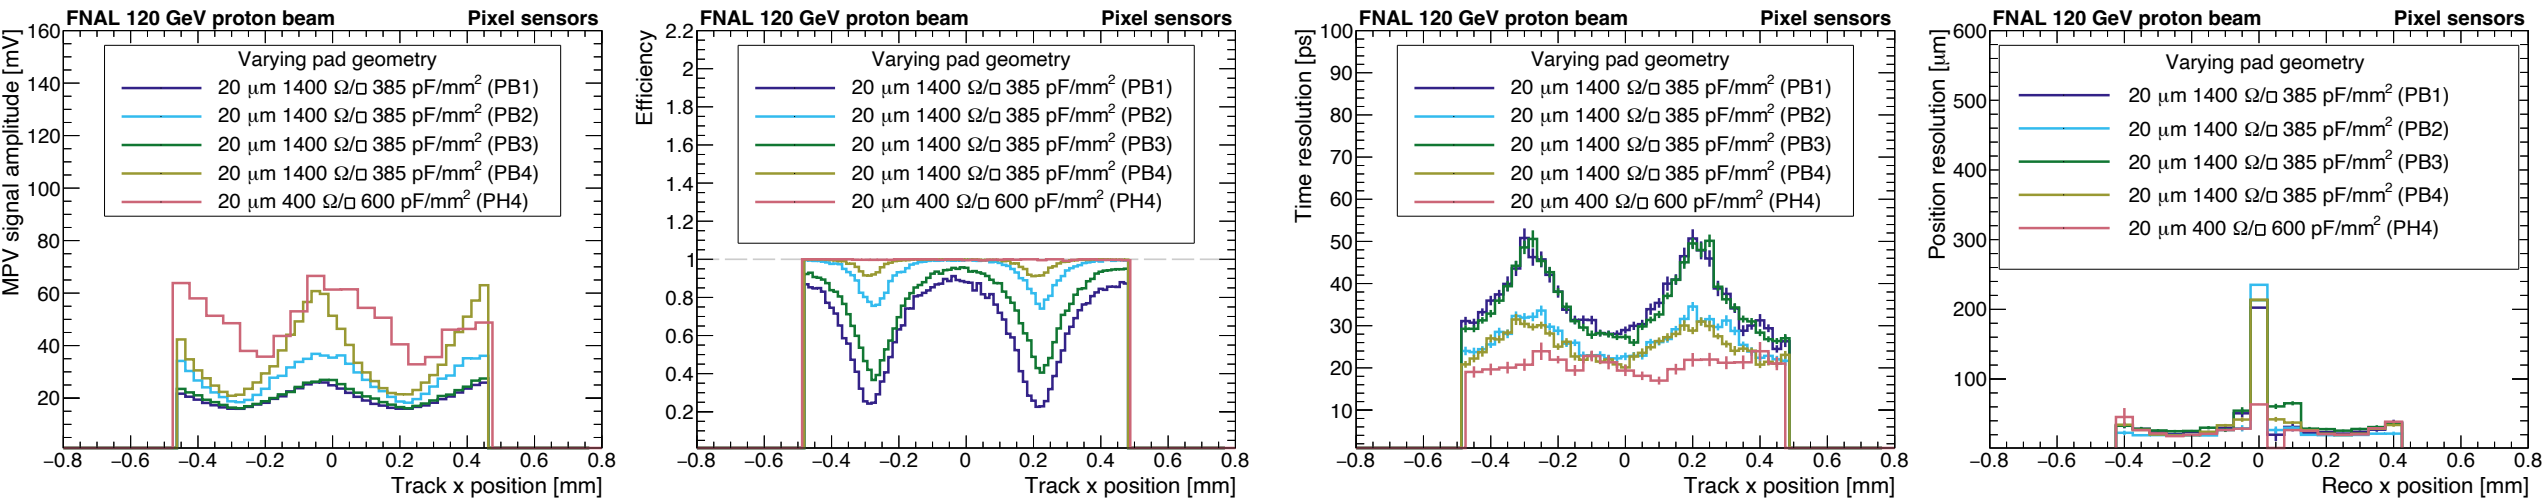 FNAL 120 GeV proton beam Pixel sensors
MPV signal amplitude [mV]
160
140
120
100
80
60
40
20
Varying pad geometry
20 μm 1400 Ω/□ 385 pF/mm² (PB1)
20 μm 1400 Ω/□ 385 pF/mm² (PB2)
20 μm 1400 Ω/□ 385 pF/mm² (PB3)
20 μm 1400 Ω/□ 385 pF/mm² (PB4)
20 μm 400 Ω/□ 600 pF/mm² (PH4)
−0.8 −0.6 −0.4 −0.2 0 0.2 0.4 0.6 0.8
Track x position [mm]
FNAL 120 GeV proton beam Pixel sensors
Efficiency
2.2
2
1.8
1.6
1.4
1.2
1
0.8
0.6
0.4
0.2
Varying pad geometry
20 μm 1400 Ω/□ 385 pF/mm² (PB1)
20 μm 1400 Ω/□ 385 pF/mm² (PB2)
20 μm 1400 Ω/□ 385 pF/mm² (PB3)
20 μm 1400 Ω/□ 385 pF/mm² (PB4)
20 μm 400 Ω/□ 600 pF/mm² (PH4)
−0.8 −0.6 −0.4 −0.2 0 0.2 0.4 0.6 0.8
Track x position [mm]
FNAL 120 GeV proton beam Pixel sensors
Time resolution [ps]
100
90
80
70
60
50
40
30
20
10
Varying pad geometry
20 μm 1400 Ω/□ 385 pF/mm² (PB1)
20 μm 1400 Ω/□ 385 pF/mm² (PB2)
20 μm 1400 Ω/□ 385 pF/mm² (PB3)
20 μm 1400 Ω/□ 385 pF/mm² (PB4)
20 μm 400 Ω/□ 600 pF/mm² (PH4)
−0.8 −0.6 −0.4 −0.2 0 0.2 0.4 0.6 0.8
Track x position [mm]
FNAL 120 GeV proton beam Pixel sensors
Position resolution [μm]
600
500
400
300
200
100
Varying pad geometry
20 μm 1400 Ω/□ 385 pF/mm² (PB1)
20 μm 1400 Ω/□ 385 pF/mm² (PB2)
20 μm 1400 Ω/□ 385 pF/mm² (PB3)
20 μm 1400 Ω/□ 385 pF/mm² (PB4)
20 μm 400 Ω/□ 600 pF/mm² (PH4)
−0.8 −0.6 −0.4 −0.2 0 0.2 0.4 0.6 0.8
Reco x position [mm]